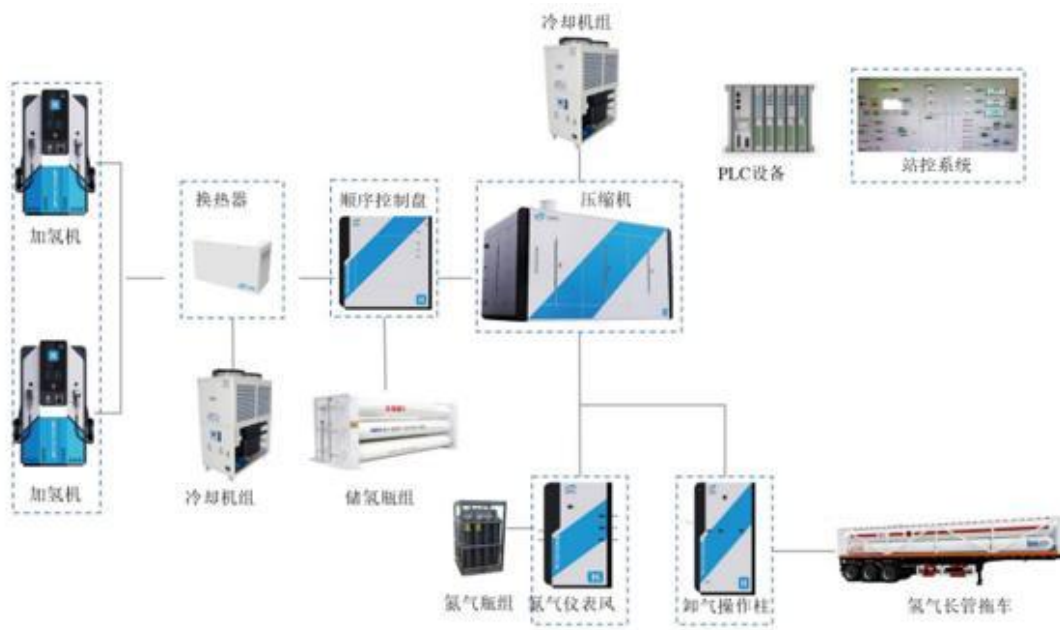 冷却机组
PLC设备
站控系统
加氢机
换热器
顺序控制盘
压缩机
加氢机
冷却机组
储氢瓶组
氮气瓶组
氮气仪表风
卸气操作柱
氢气长管拖车